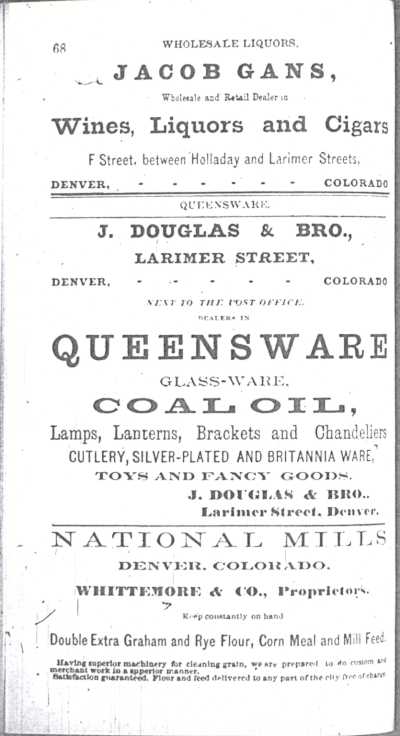 68
WHOLESALE LIQUORS.
JACOB GANS,
Wholesale and Retail Dealer in
Wines, Liquors and Cigars
F Street, between Holladay and Larimer Streets,
DENVER, - - - - - - COLORADO
QUEENSWARE.
J. DOUGLAS & BRO.,
LARIMER STREET,
DENVER, - - - - - COLORADO
NEXT TO THE POST OFFICE.
DEALERS IN
QUEENSWARE
GLASS-WARE,
COAL OIL,
Lamps, Lanterns, Brackets and Chandeliers
CUTLERY, SILVER-PLATED AND BRITANNIA WARE,
TOYS AND FANCY GOODS.
J. DOUGLAS & BRO.,
Larimer Street, Denver.
NATIONAL MILLS
DENVER, COLORADO.
WHITTEMORE & CO., Proprietors.
Keep constantly on hand
Double Extra Graham and Rye Flour, Corn Meal and Mill Feed.
Having superior machinery for cleaning grain, we are prepared to do custom and
merchant work in a superior manner.
Satisfaction guaranteed. Flour and feed delivered to any part of the city free of charge